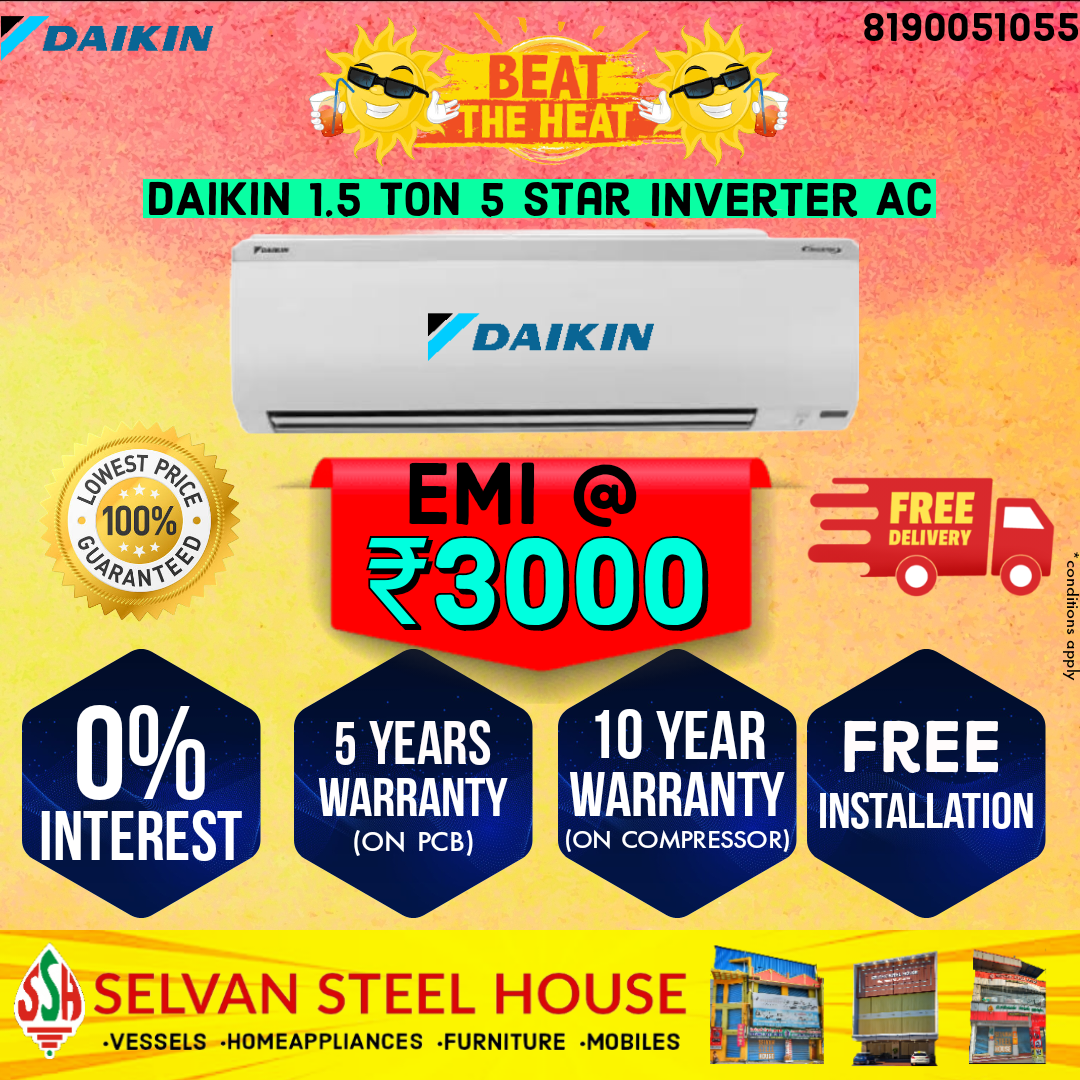 DAIKIN
8190051055
BEAT
THE HEAT
DAIKIN 1.5 TON 5 STAR INVERTER AC
DAIKIN
DAIKIN
LOWEST PRICE
100%
GUARANTEED
EMI @
₹3000
FREE
DELIVERY
* conditions apply
0%
INTEREST
5 YEARS
WARRANTY
(ON PCB)
10 YEAR
WARRANTY
(ON COMPRESSOR)
FREE
INSTALLATION
SSH
SELVAN STEEL HOUSE
•VESSELS •HOMEAPPLIANCES •FURNITURE •MOBILES